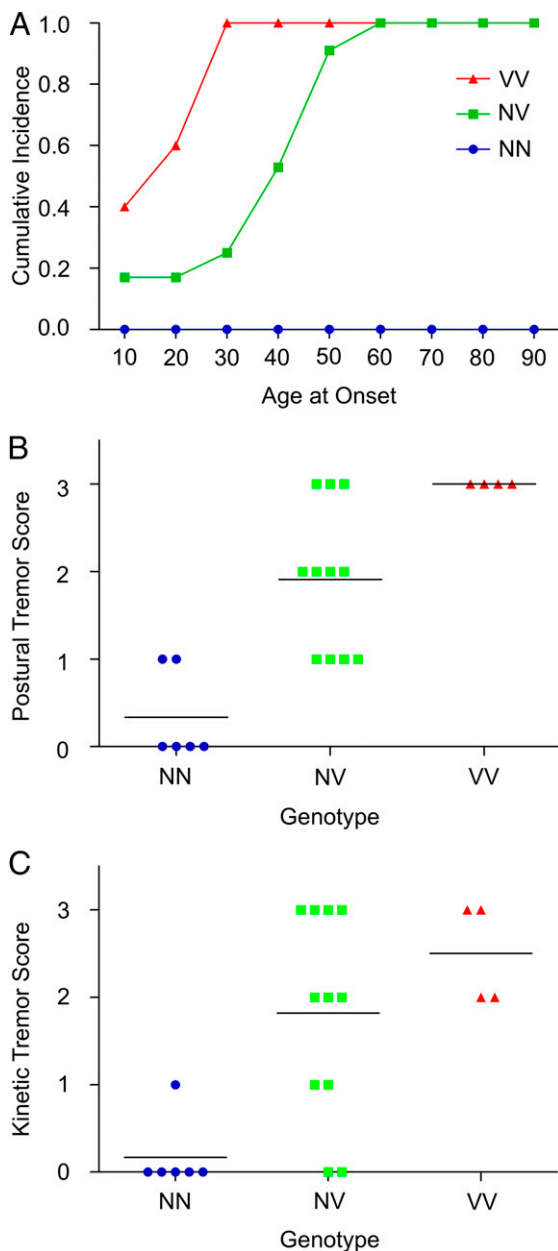 A
Cumulative Incidence
1.0
0.8
0.6
0.4
0.2
0.0
VV
NV
NN
10 20 30 40 50 60 70 80 90
Age at Onset
B
Postural Tremor Score
3
2
1
0
NN NV VV
Genotype
C
Kinetic Tremor Score
3
2
1
0
NN NV VV
Genotype